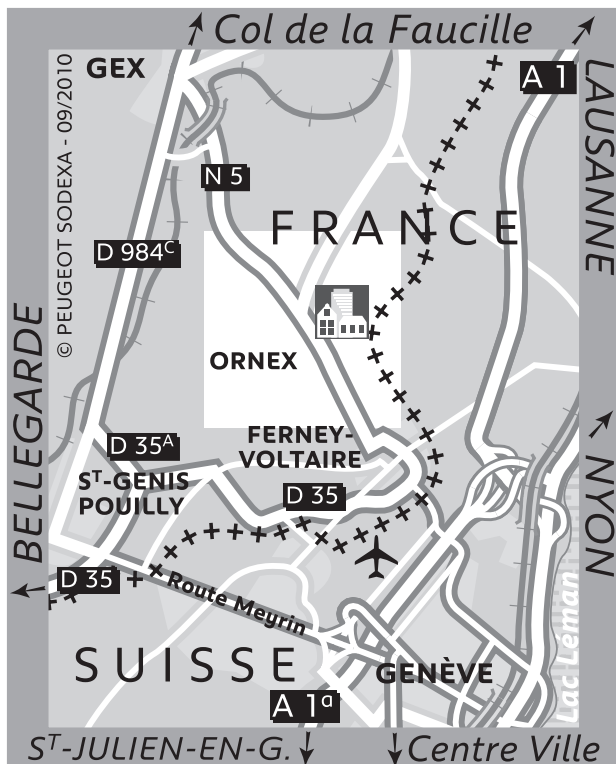 Col de la Faucille
GEX
A 1
LAUSANNE
© PEUGEOT SODEXA - 09/2010
N 5
FRANCE
D 984ᶜ
BELLEGARDE
ORNEX
D 35ᴬ
FERNEY-
VOLTAIRE
Sᵀ-GENIS
POUILLY
D 35
NYON
D 35
Route Meyrin
Lac Leman
SUISSE
GENÈVE
A 1ᵃ
Sᵀ-JULIEN-EN-G.
Centre Ville